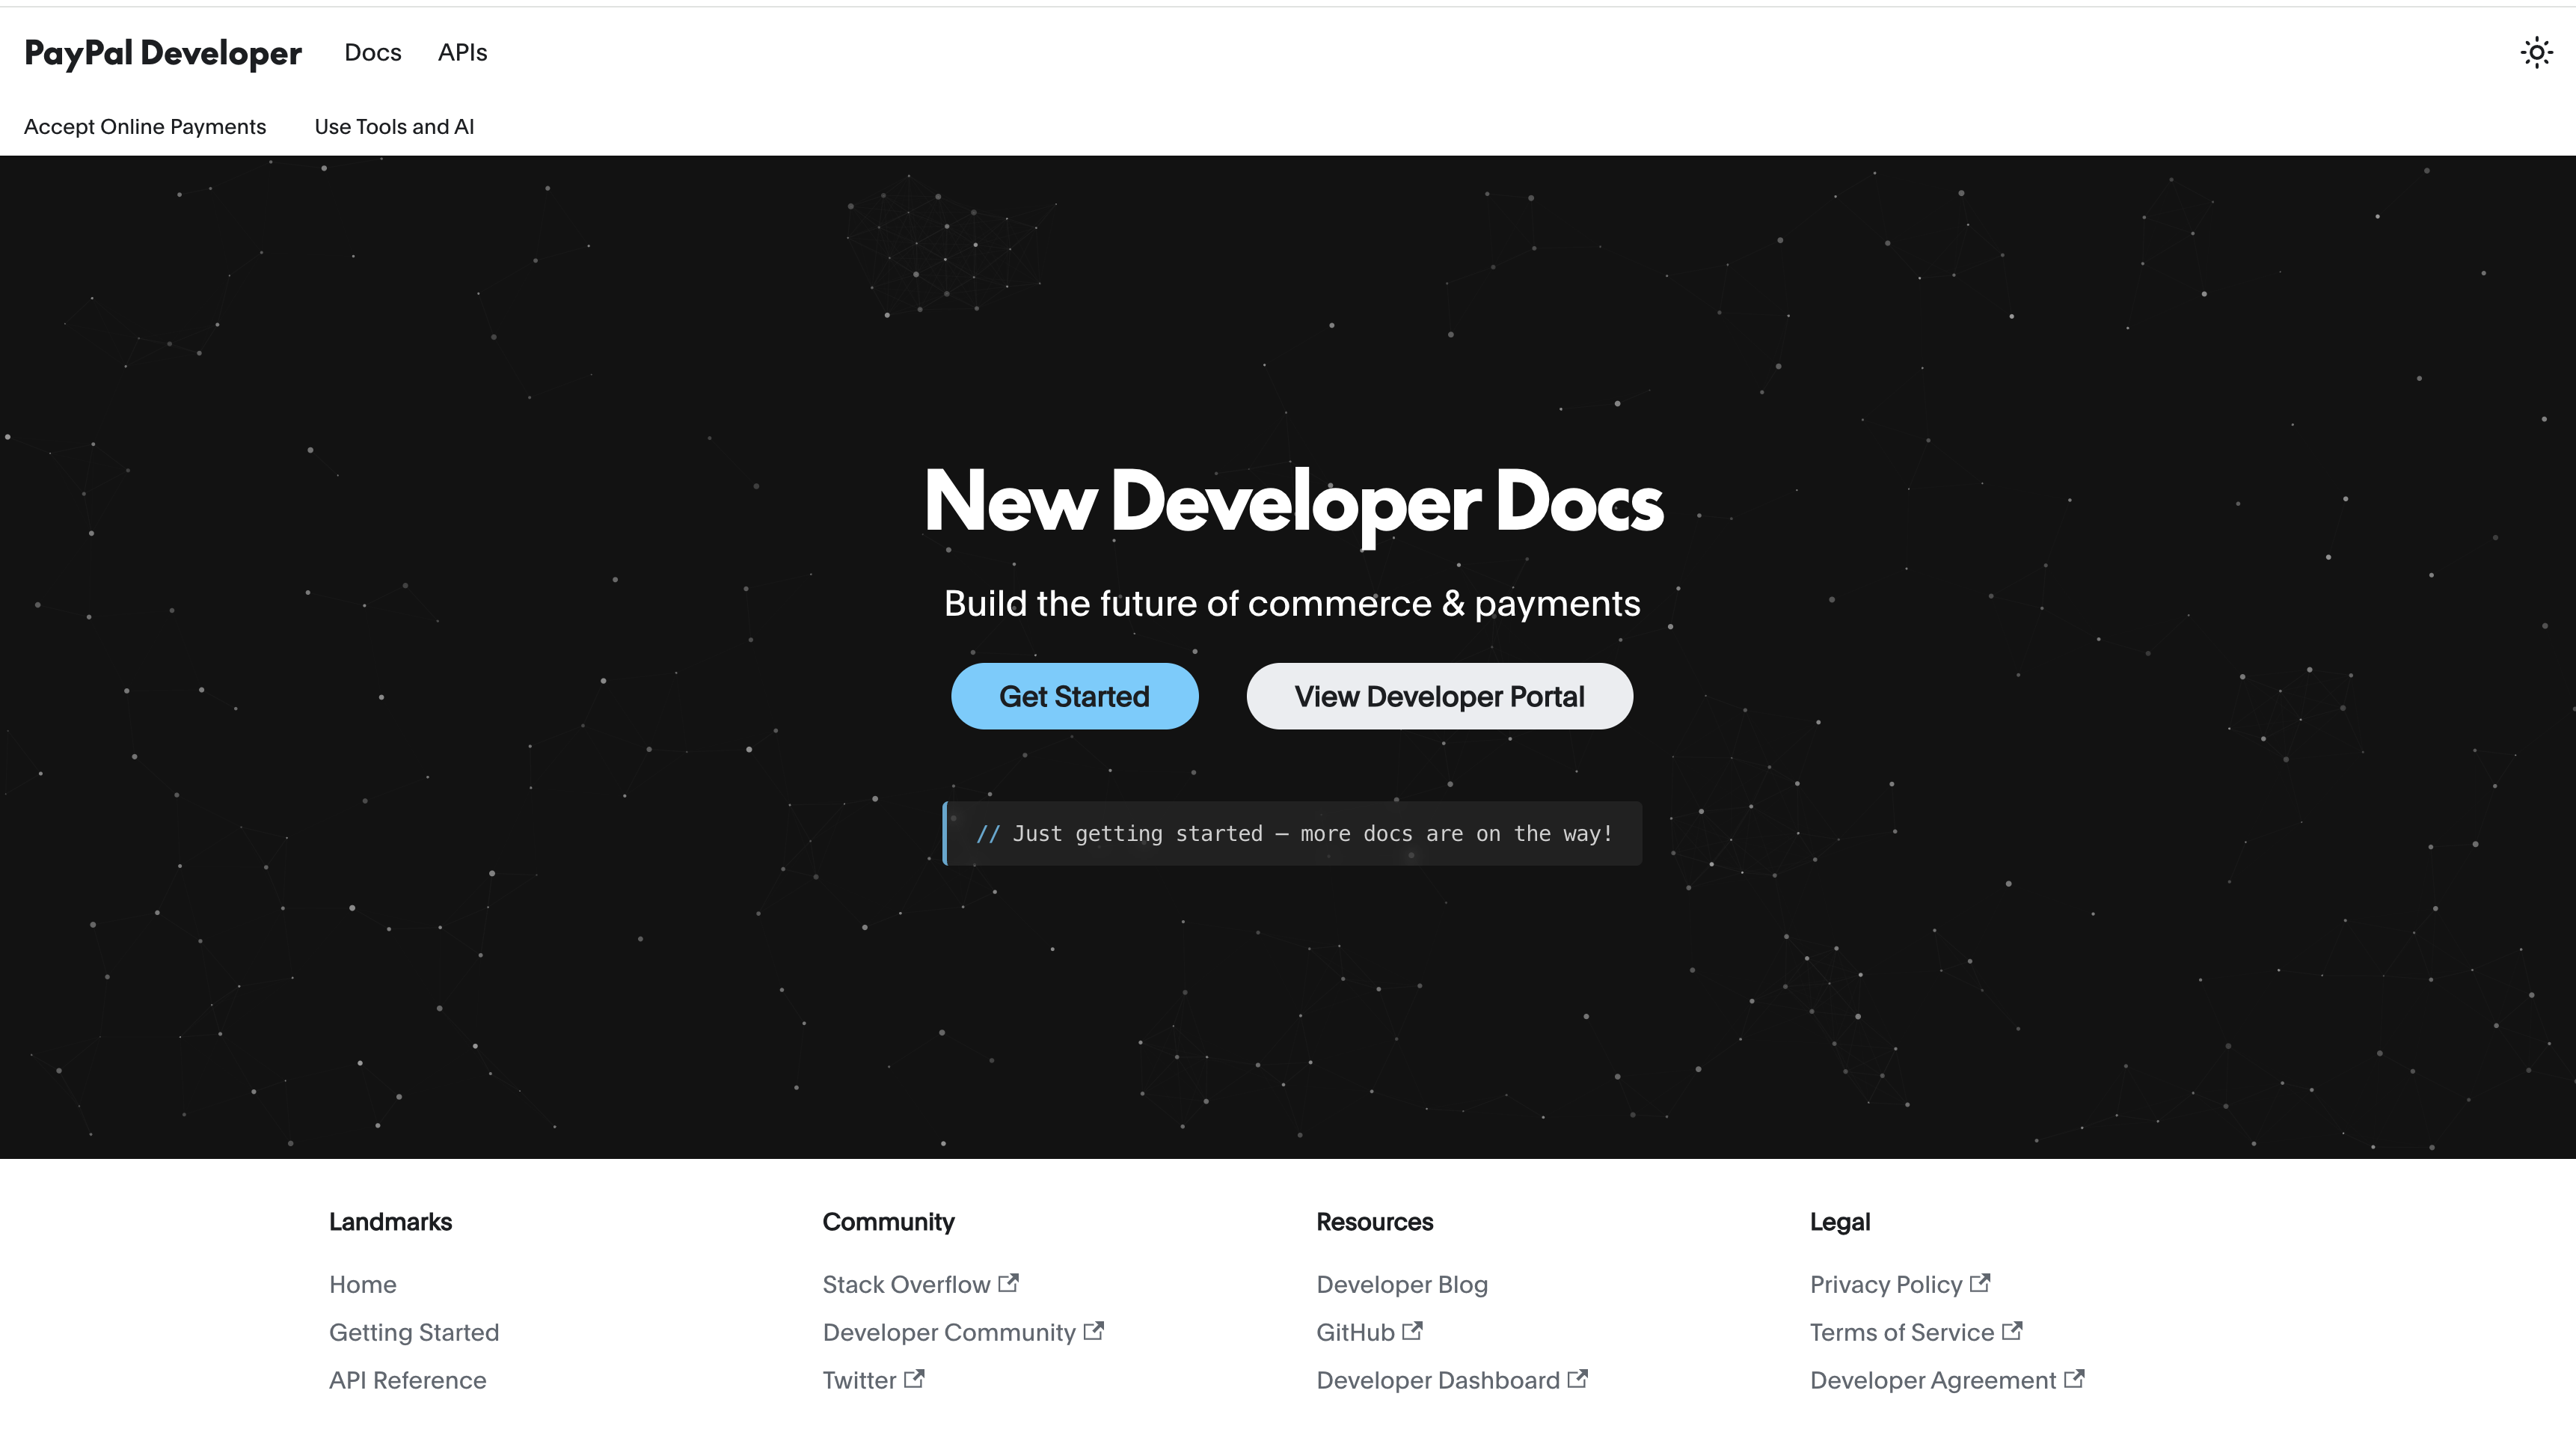 PayPal Developer Docs APIs
Accept Online Payments Use Tools and AI
New Developer Docs
Build the future of commerce & payments
Get Started View Developer Portal
// Just getting started — more docs are on the way!
Landmarks
Home
Getting Started
API Reference
Community
Stack Overflow
Developer Community
Twitter
Resources
Developer Blog
GitHub
Developer Dashboard
Legal
Privacy Policy
Terms of Service
Developer Agreement